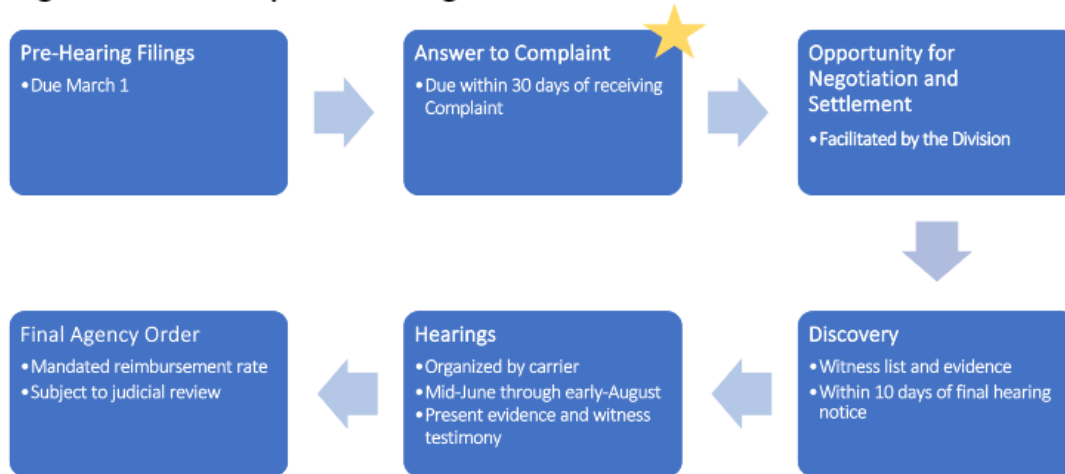 Pre-Hearing Filings
•Due March 1
Answer to Complaint
•Due within 30 days of receiving
Complaint
Opportunity for
Negotiation and
Settlement
•Facilitated by the Division
Discovery
•Witness list and evidence
•Within 10 days of final hearing
notice
Hearings
•Organized by carrier
•Mid-June through early-August
•Present evidence and witness
testimony
Final Agency Order
•Mandated reimbursement rate
•Subject to judicial review